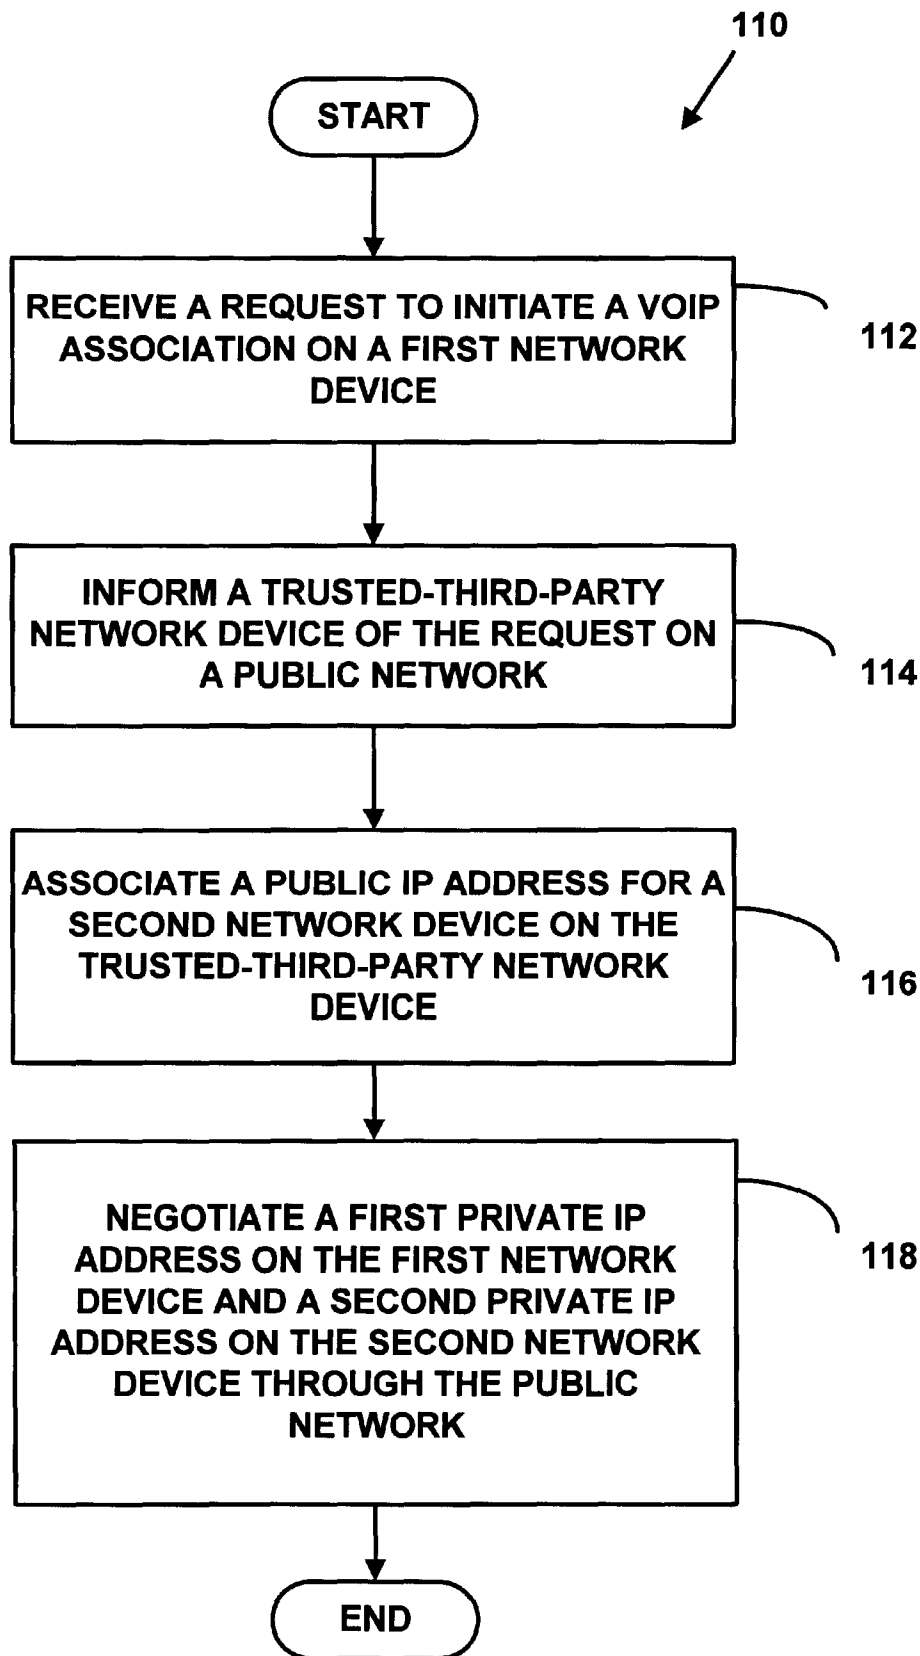 110
START
RECEIVE A REQUEST TO INITIATE A VOIP
ASSOCIATION ON A FIRST NETWORK
DEVICE
112
INFORM A TRUSTED-THIRD-PARTY
NETWORK DEVICE OF THE REQUEST ON
A PUBLIC NETWORK
114
ASSOCIATE A PUBLIC IP ADDRESS FOR A
SECOND NETWORK DEVICE ON THE
TRUSTED-THIRD-PARTY NETWORK
DEVICE
116
NEGOTIATE A FIRST PRIVATE IP
ADDRESS ON THE FIRST NETWORK
DEVICE AND A SECOND PRIVATE IP
ADDRESS ON THE SECOND NETWORK
DEVICE THROUGH THE PUBLIC
NETWORK
118
END